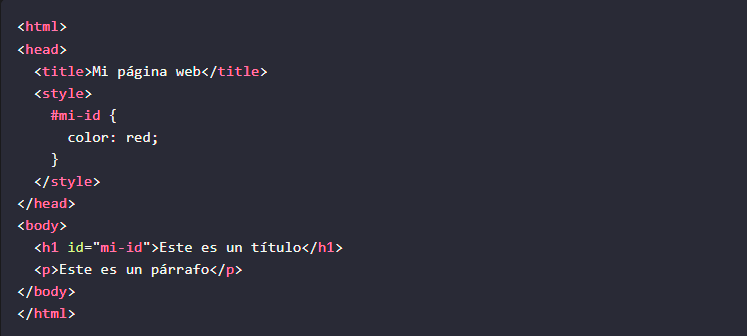 <html>
<head>
  <title>Mi página web</title>
  <style>
    #mi-id {
      color: red;
    }
  </style>
</head>
<body>
  <h1 id="mi-id">Este es un título</h1>
  <p>Este es un párrafo</p>
</body>
</html>